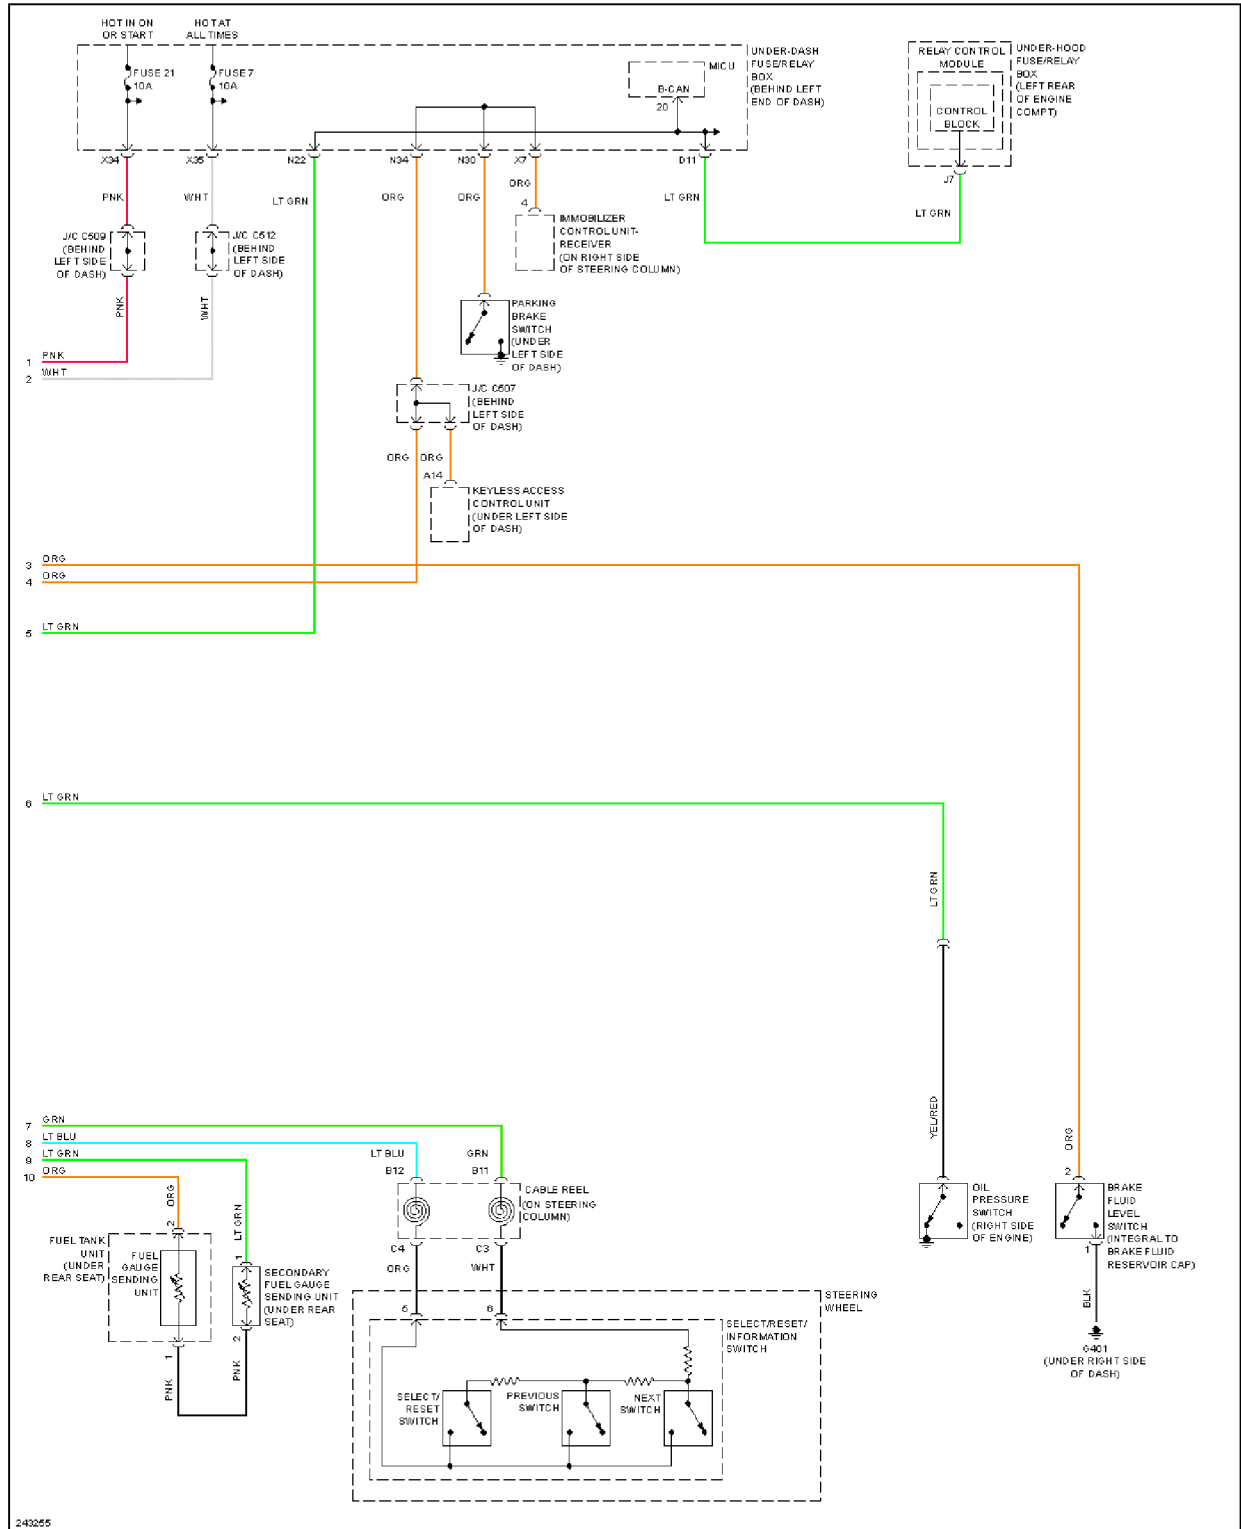 HOT IN ON
OR START
HOT AT
ALL TIMES
FUSE 21
10A
FUSE 7
10A
MICU
B-CAN
20
UNDER-DASH
FUSE/RELAY
BOX
(BEHIND LEFT
END OF DASH)
RELAY CONTROL
MODULE
CONTROL
BLOCK
UNDER-HOOD
FUSE/RELAY
BOX
(LEFT REAR
OF ENGINE
COMPT)
X34
X35
N22
N34
N30
X7
D11
J7
PNK
WHT
LT GRN
ORG
ORG
ORG
LT GRN
LT GRN
4
IMMOBILIZER
CONTROL UNIT-
RECEIVER
(ON RIGHT SIDE
OF STEERING COLUMN)
J/C C509
(BEHIND
LEFT SIDE
OF DASH)
J/C C512
(BEHIND
LEFT SIDE
OF DASH)
PNK
WHT
PARKING
BRAKE
SWITCH
(UNDER
LEFT SIDE
OF DASH)
1 PNK
2 WHT
J/C C507
(BEHIND
LEFT SIDE
OF DASH)
ORG
ORG
A14
KEYLESS ACCESS
CONTROL UNIT
(UNDER LEFT SIDE
OF DASH)
3 ORG
4 ORG
5 LT GRN
6 LT GRN
LT GRN
YEL/RED
ORG
7 GRN
8 LT BLU
9 LT GRN
10 ORG
LT BLU
B12
GRN
B11
CABLE REEL
(ON STEERING
COLUMN)
C4
C3
ORG
WHT
ORG
2
LT GRN
1
FUEL TANK
UNIT
(UNDER
REAR SEAT)
FUEL
GAUGE
SENDING
UNIT
SECONDARY
FUEL GAUGE
SENDING UNIT
(UNDER REAR
SEAT)
1
2
PNK
PNK
OIL
PRESSURE
SWITCH
(RIGHT SIDE
OF ENGINE)
2
BRAKE
FLUID
LEVEL
SWITCH
(INTEGRAL TO
BRAKE FLUID
RESERVOIR CAP)
1
BLK
G401
(UNDER RIGHT SIDE
OF DASH)
5
6
STEERING
WHEEL
SELECT/RESET/
INFORMATION
SWITCH
SELECT/
RESET
SWITCH
PREVIOUS
SWITCH
NEXT
SWITCH
243255